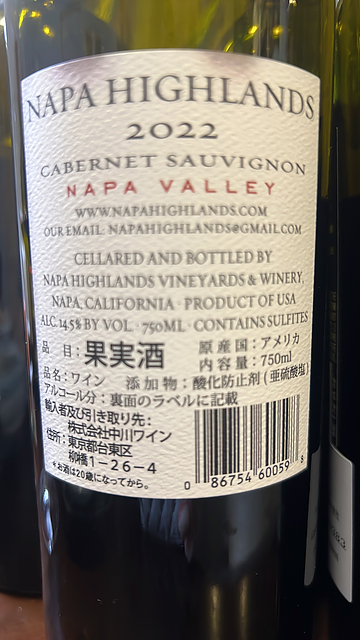 NAPA HIGHLANDS
2022
CABERNET SAUVIGNON
NAPA VALLEY
WWW.NAPAHIGHLANDS.COM
OUR EMAIL: NAPAHIGHLANDS@GMAIL.COM
CELLARED AND BOTTLED BY
NAPA HIGHLANDS VINEYARDS & WINERY,
NAPA, CALIFORNIA · PRODUCT OF USA
ALC. 14.5% BY VOL · 750ML · CONTAINS SULFITES
品 目：果実酒 原産国：アメリカ
内容量：750ml
品名：ワイン 添加物：酸化防止剤(亜硫酸塩)
アルコール分：裏面のラベルに記載
輸入者及び引き取り先：
株式会社中川ワイン
住所：東京都台東区
柳橋1-26-4
＊お酒は20歳になってから。
0 86754 60059 8